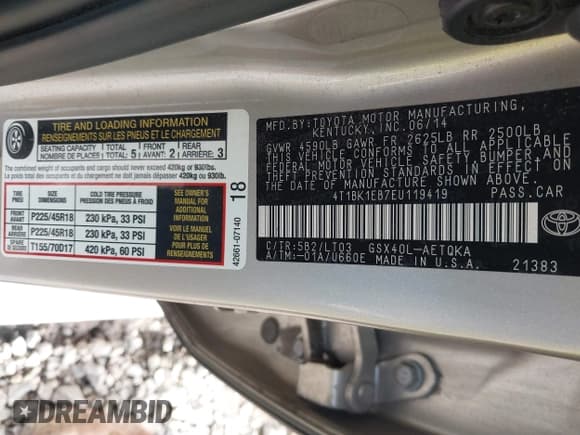 TIRE AND LOADING INFORMATION
RENSEIGNEMENTS SUR LES PNEUS ET LE CHARGEMENT
SEATING CAPACITY | TOTAL | FRONT | REAR
NOMBRE DE PLACES : | TOTAL : 5 | AVANT : 2 | ARRIÈRE : 3
The combined weight of occupants and cargo should never exceed 420kg or 930lbs.
Le poids total des occupants et du chargement ne doit jamais dépasser 420kg ou 930lb.
TIRE PNEU | SIZE DIMENSIONS | COLD TIRE PRESSURE PRESSION DES PNEUS À FROID
FRONT AVANT | P225/45R18 | 230 kPa, 33 PSI
REAR ARRIÈRE | P225/45R18 | 230 kPa, 33 PSI
SPARE DE SECOURS | T155/70D17 | 420 kPa, 60 PSI
SEE OWNER'S
MANUAL FOR
ADDITIONAL
INFORMATION
VOIR LE MANUEL
DE L'USAGER
POUR PLUS DE
RENSEIGNEMENTS
42661-07140 18
MFD.BY:TOYOTA MOTOR MANUFACTURING,
KENTUCKY,INC.06/14
GVWR 4590LB GAWR FR 2625LB RR 2500LB
THIS VEHICLE CONFORMS TO ALL APPLICABLE
FEDERAL MOTOR VEHICLE SAFETY,BUMPER AND
THEFT PREVENTION STANDARDS IN EFFECT ON
THE DATE OF MANUFACTURE SHOWN ABOVE.
4T1BK1EB7EU119419 PASS.CAR
C/TR:5B2/LT03 GSX40L-AETQKA
A/TM:-01A/U660E MADE IN U.S.A.
TOYOTA
21383
DREAMBID